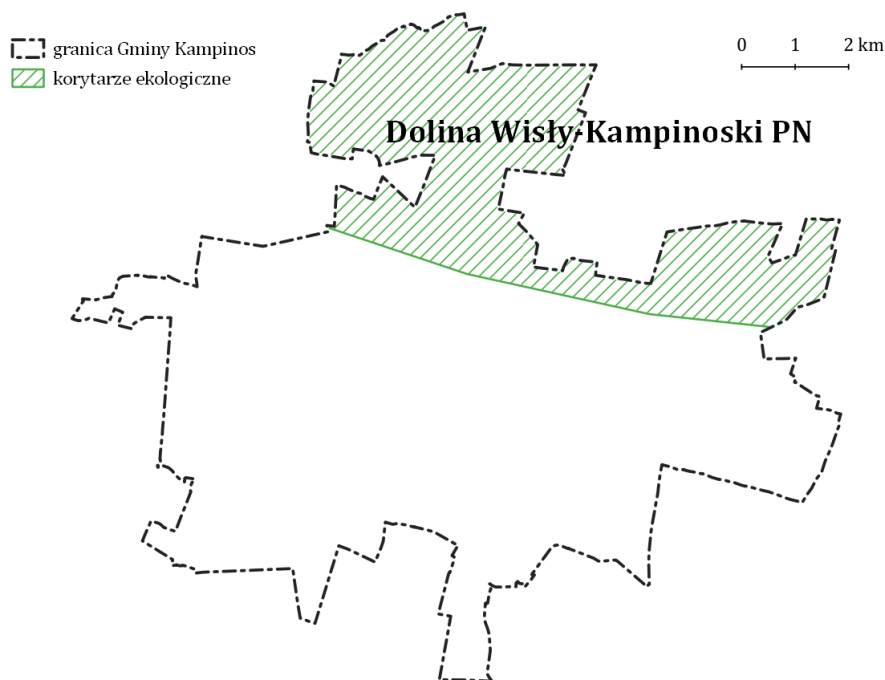 granica Gminy Kampinos
korytarze ekologiczne
0 1 2 km
Dolina Wisły-Kampinoski PN